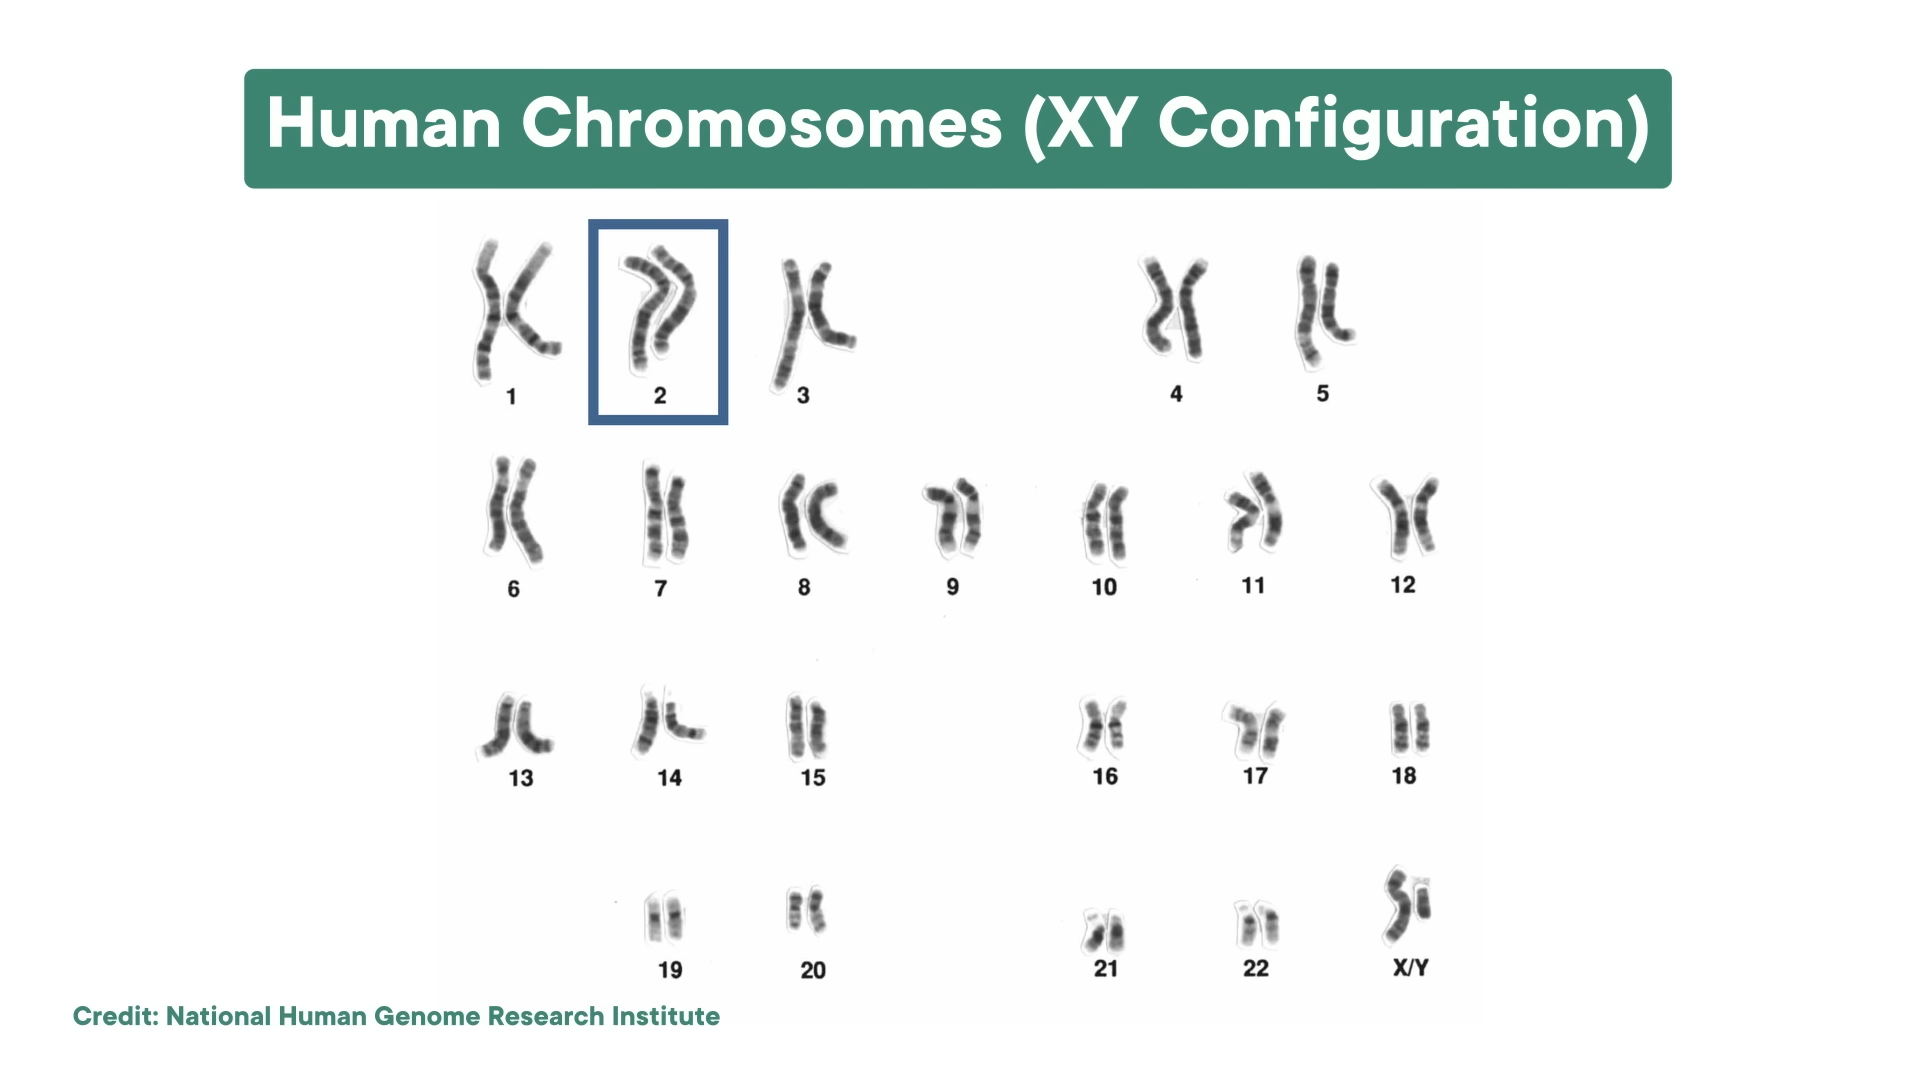 Human Chromosomes (XY Configuration)
1 2 3 4 5
6 7 8 9 10 11 12
13 14 15 16 17 18
19 20 21 22 X/Y
Credit: National Human Genome Research Institute